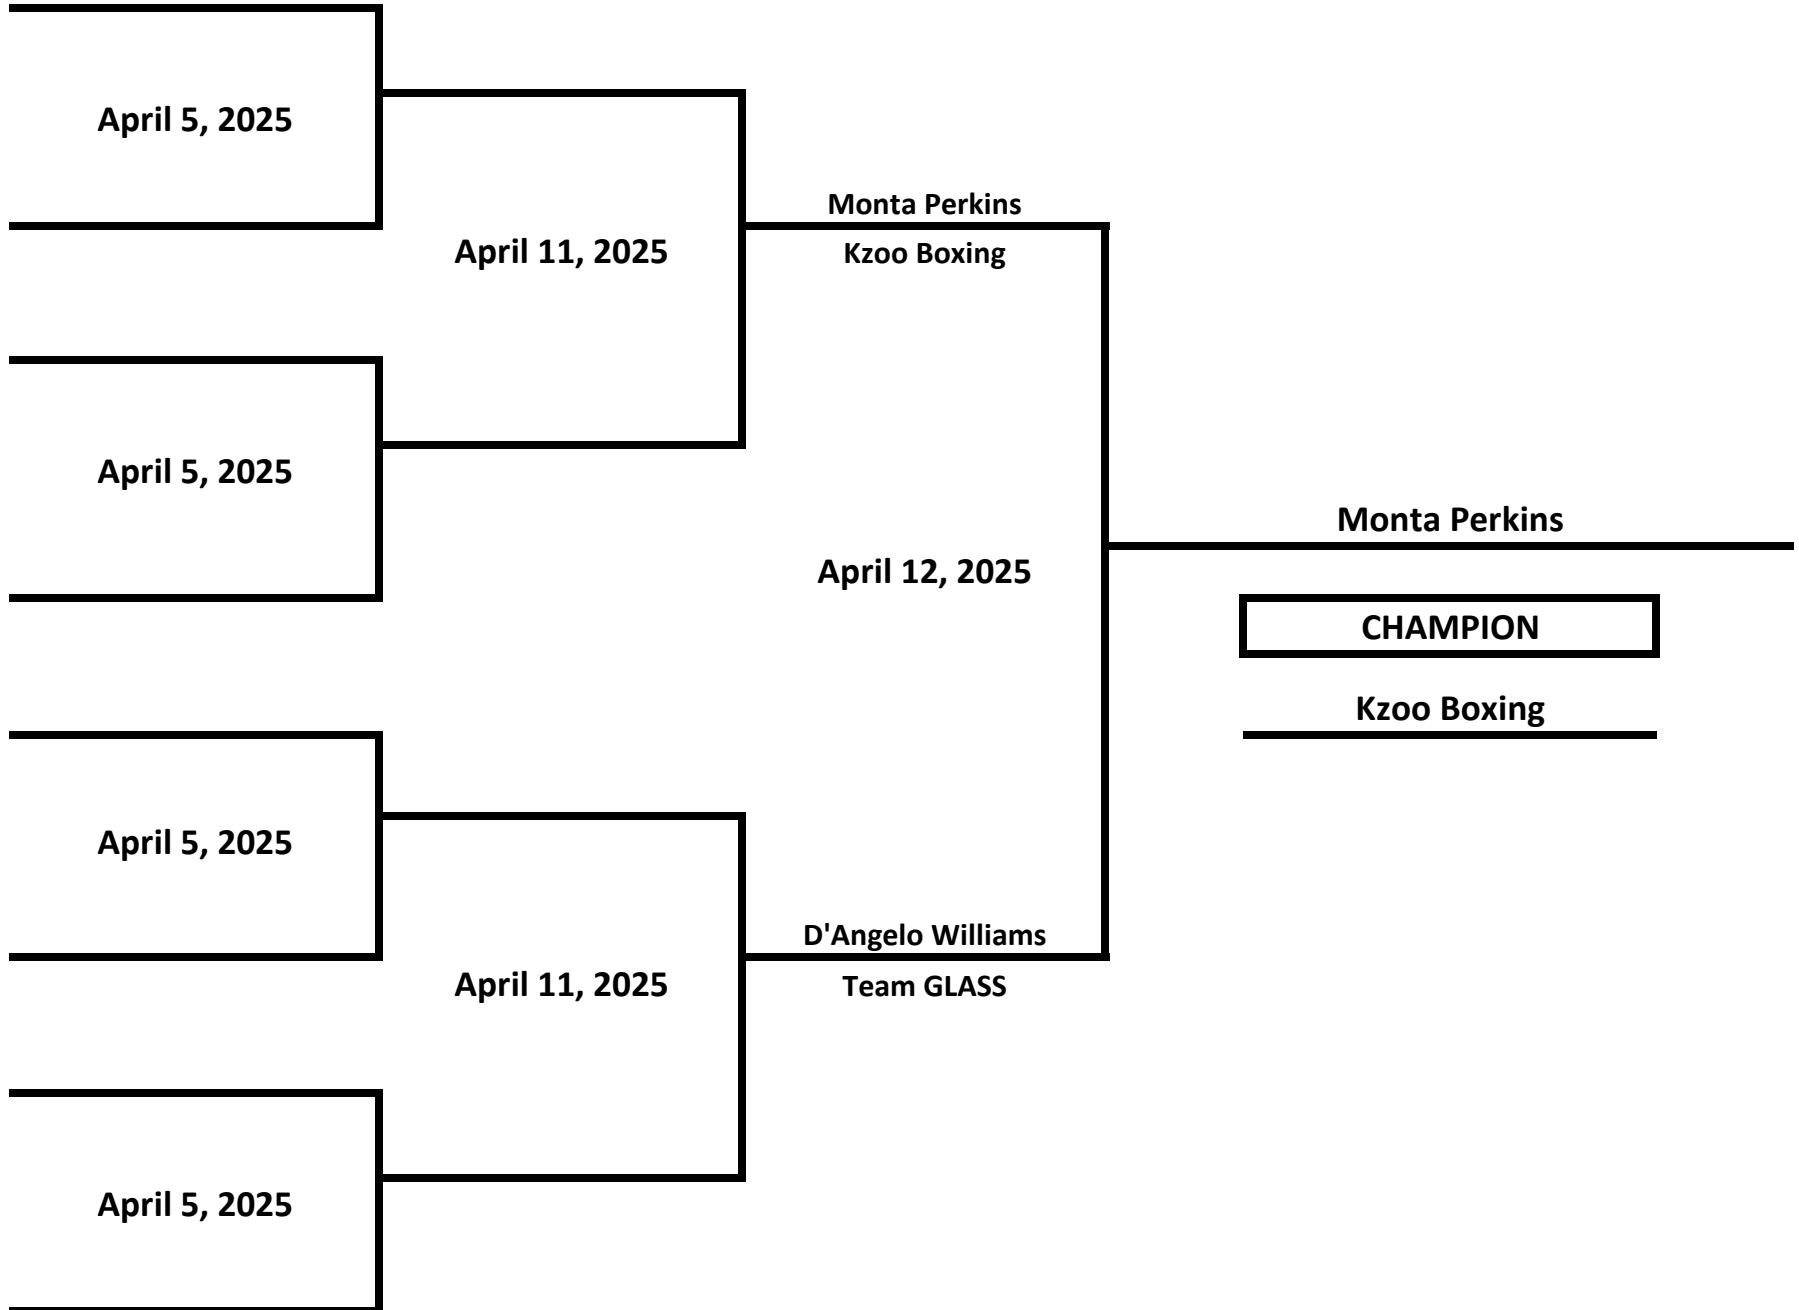 April 5, 2025
April 11, 2025
Monta Perkins
Kzoo Boxing
April 5, 2025
April 12, 2025
Monta Perkins
CHAMPION
Kzoo Boxing
April 5, 2025
April 11, 2025
D'Angelo Williams
Team GLASS
April 5, 2025